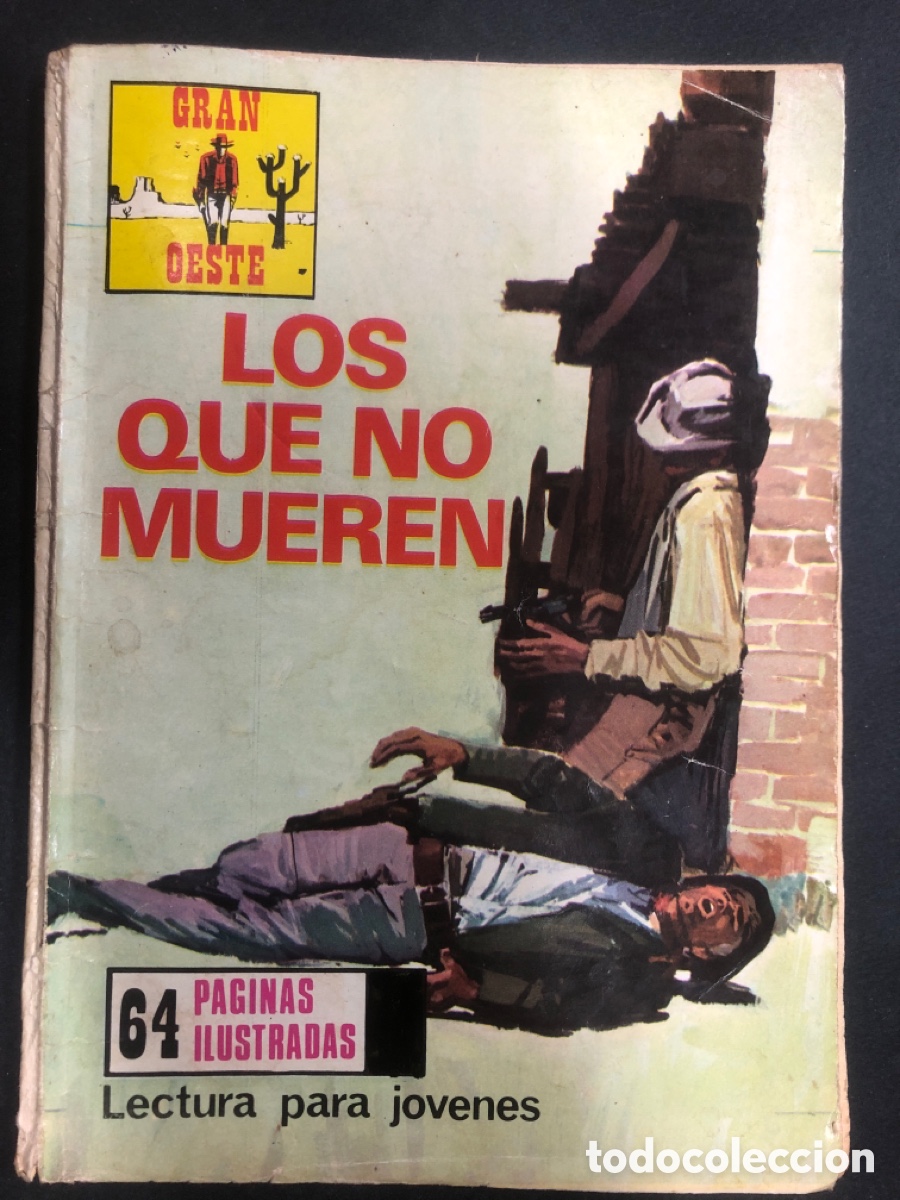 GRAN
OESTE
LOS
QUE NO
MUEREN
64 PAGINAS
ILUSTRADAS
Lectura para jovenes
todocoleccion